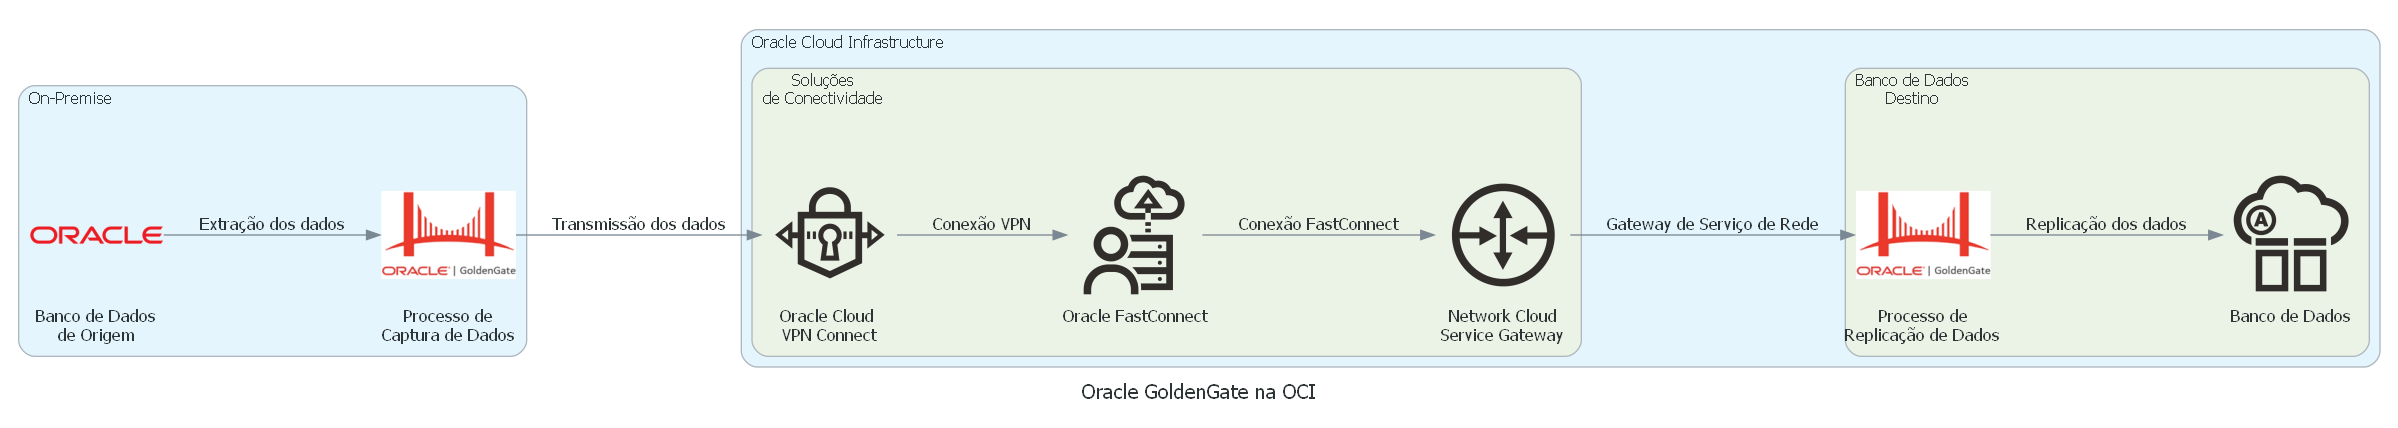 Oracle Cloud Infrastructure
Soluções
de Conectividade
Banco de Dados
Destino
On-Premise
ORACLE
Extração dos dados
ORACLE | GoldenGate
Transmissão dos dados
Conexão VPN
Conexão FastConnect
Gateway de Serviço de Rede
ORACLE | GoldenGate
Replicação dos dados
A
Banco de Dados
de Origem
Processo de
Captura de Dados
Oracle Cloud
VPN Connect
Oracle FastConnect
Network Cloud
Service Gateway
Processo de
Replicação de Dados
Banco de Dados
Oracle GoldenGate na OCI